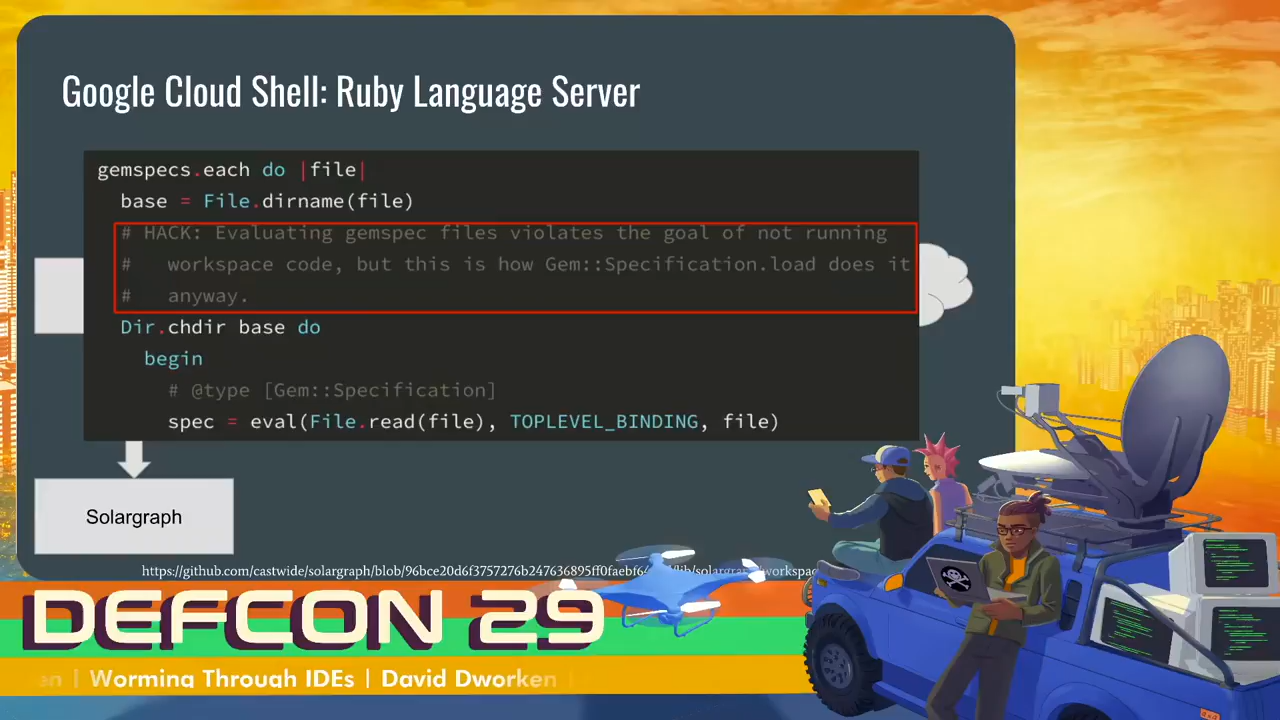 Google Cloud Shell: Ruby Language Server
gemspecs.each do |file|
base = File.dirname(file)
# HACK: Evaluating gemspec files violates the goal of not running
# workspace code, but this is how Gem::Specification.load does it
# anyway.
Dir.chdir base do
begin
# @type [Gem::Specification]
spec = eval(File.read(file), TOPLEVEL_BINDING, file)
Solargraph
DEFCON 29
en | Worming Through IDEs | David Dworken |